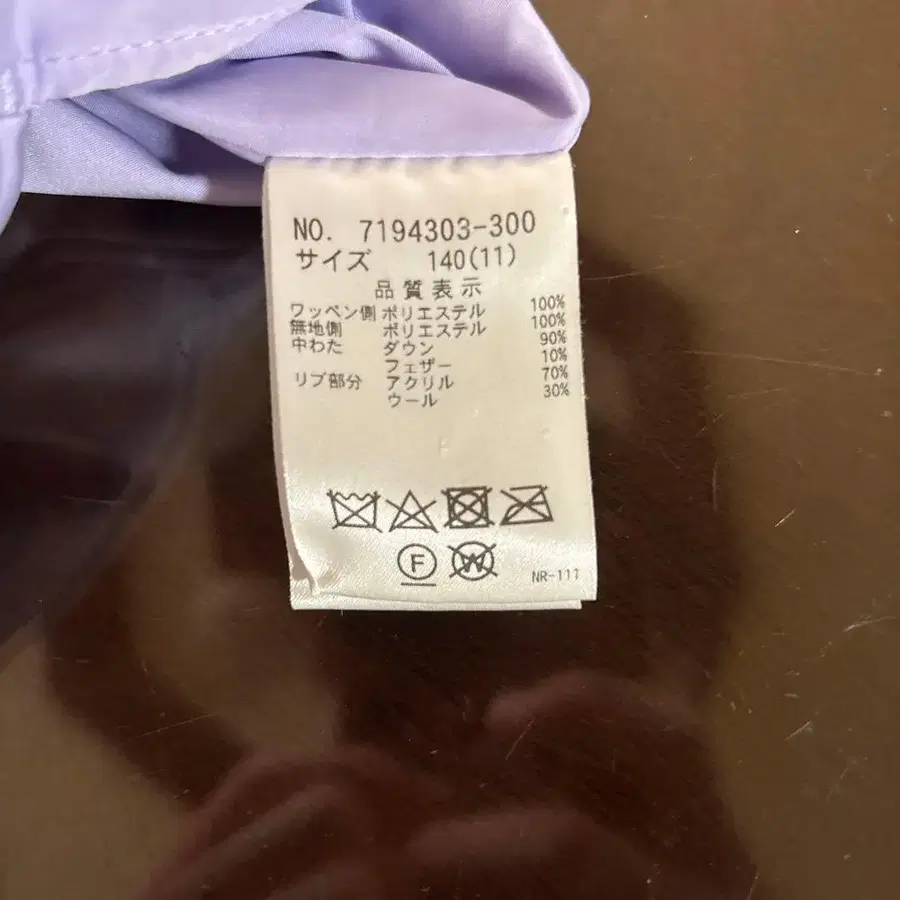 NO. 7194303-300
サイズ 140(11)
品質表示
ワッペン側 ポリエステル 100%
無地側 ポリエステル 100%
中わた ダウン 90%
フェザー 10%
リブ部分 アクリル 70%
ウール 30%
F W
NR-111